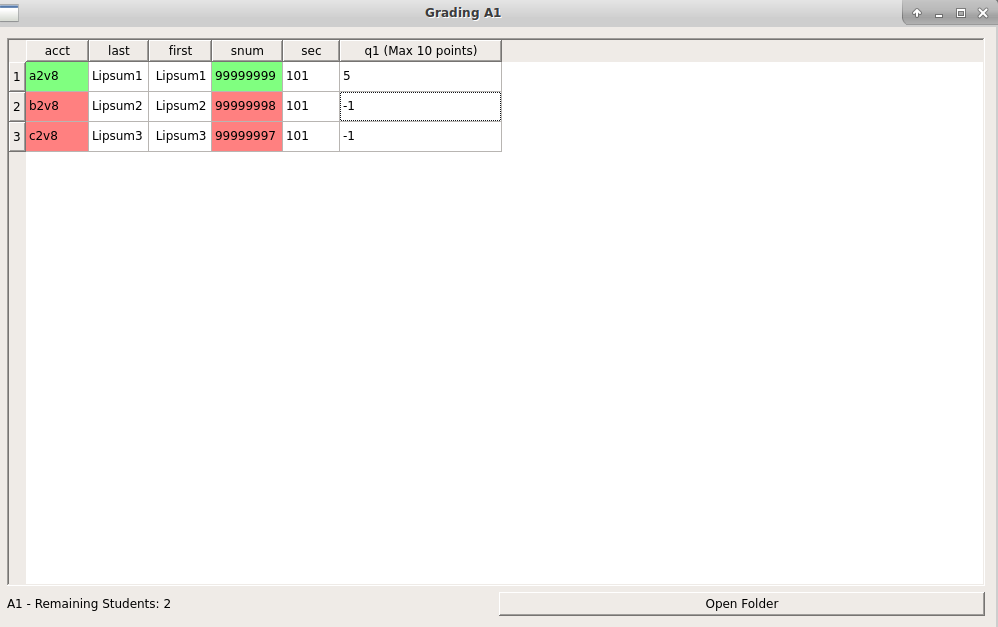 Grading A1
acct last first snum sec q1 (Max 10 points)
1 a2v8 Lipsum1 Lipsum1 99999999 101 5
2 b2v8 Lipsum2 Lipsum2 99999998 101 -1
3 c2v8 Lipsum3 Lipsum3 99999997 101 -1
A1 - Remaining Students: 2 Open Folder